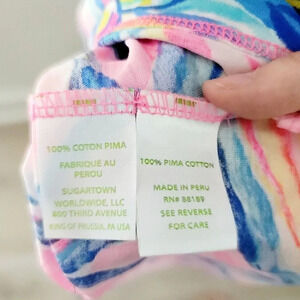 100% COTON PIMA
FABRIQUÉ AU
PEROU
SUGARTOWN
WORLDWIDE, LLC
800 THIRD AVENUE
KING OF PRUSSIA, PA USA
100% PIMA COTTON
MADE IN PERU
RN# 88189
SEE REVERSE
FOR CARE